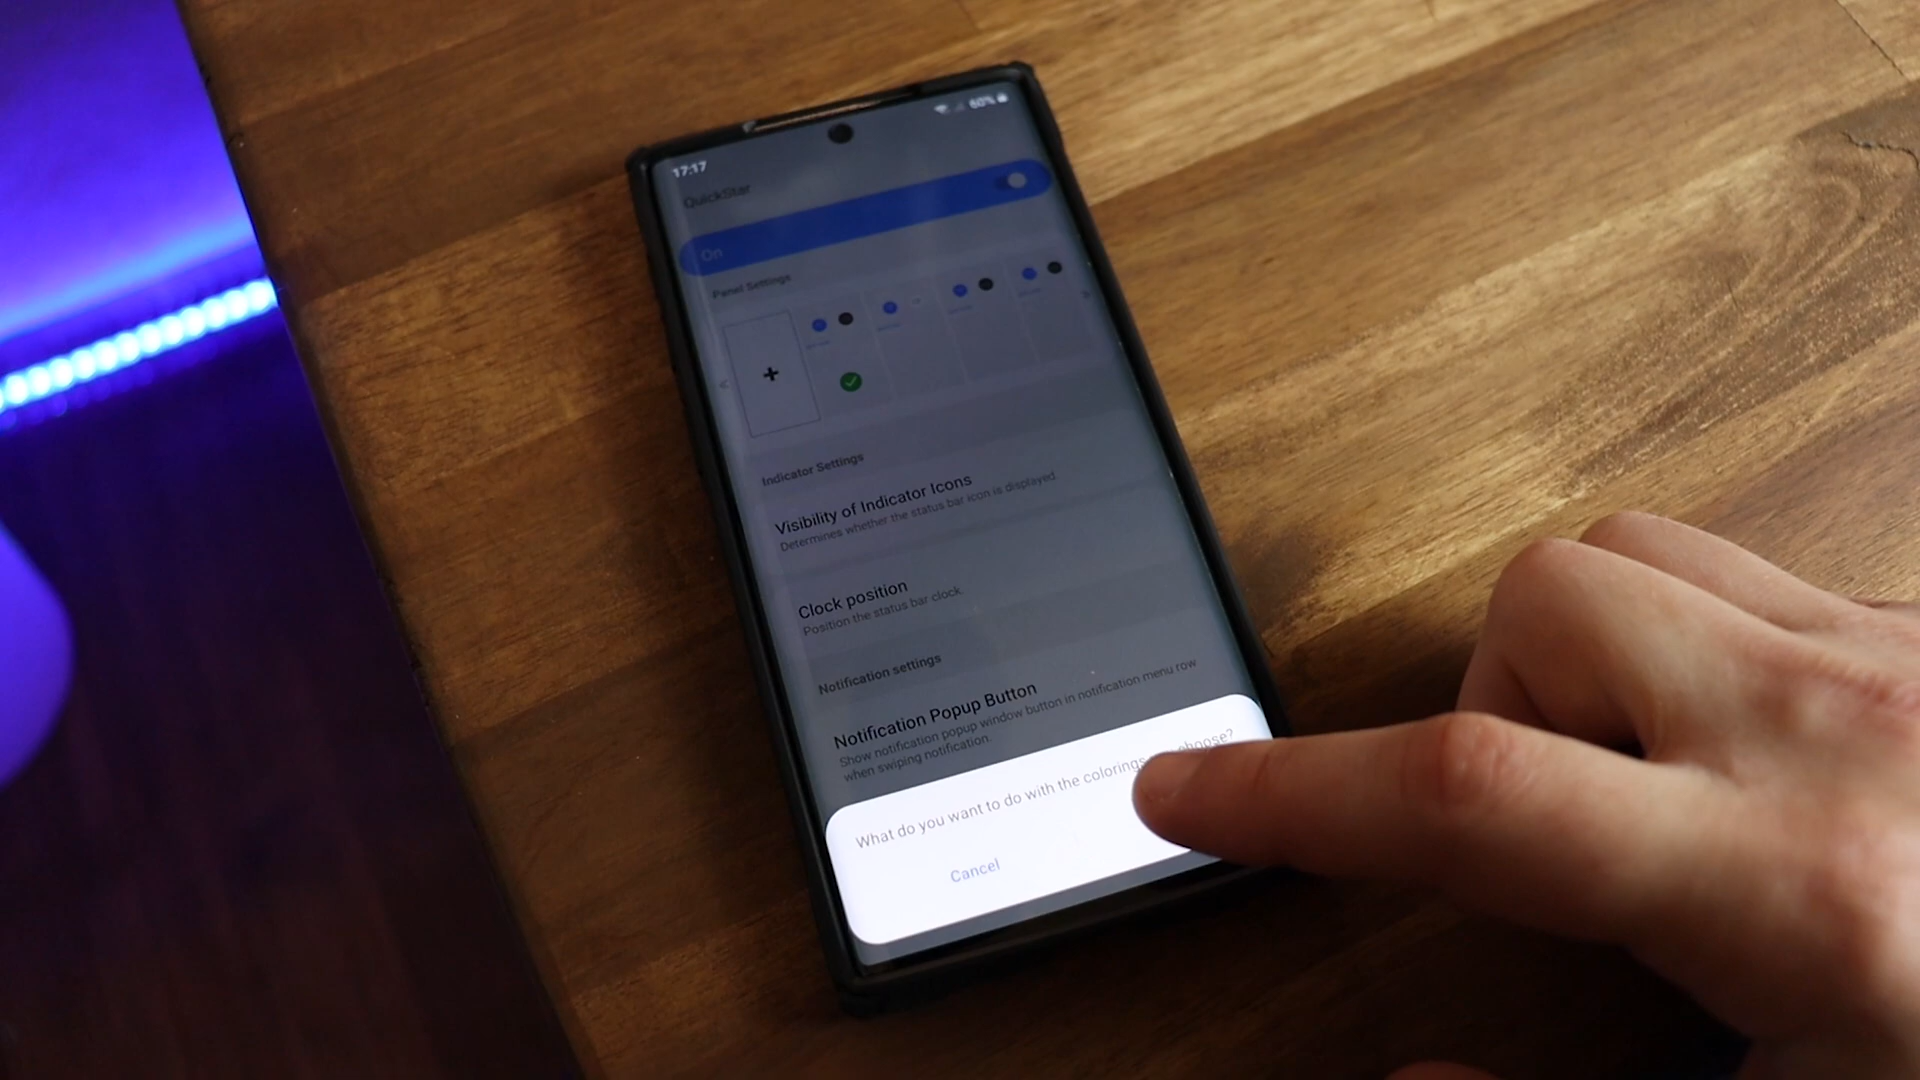 17:17
60%
QuickStar
On
Panel Settings
Indicator Settings
Visibility of Indicator Icons
Determines whether the status bar icon is displayed.
Clock position
Position the status bar clock.
Notification settings
Notification Popup Button
Show notification popup window button in notification menu row
when swiping notification.
What do you want to do with the colorings choose?
Cancel